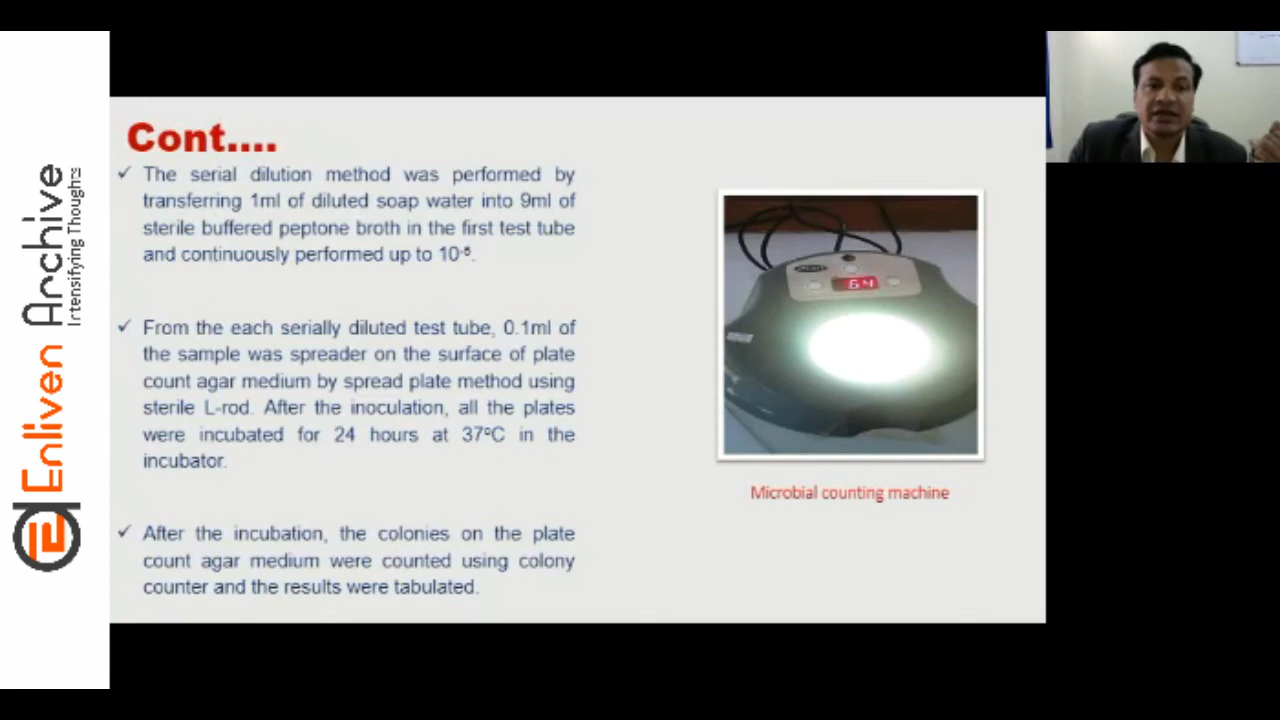 Enliven Archive
Intensifying Thoughts
Cont....
✓ The serial dilution method was performed by
transferring 1ml of diluted soap water into 9ml of
sterile buffered peptone broth in the first test tube
and continuously performed up to 10⁻⁶.
✓ From the each serially diluted test tube, 0.1ml of
the sample was spreader on the surface of plate
count agar medium by spread plate method using
sterile L-rod. After the inoculation, all the plates
were incubated for 24 hours at 37ºC in the
incubator.
✓ After the incubation, the colonies on the plate
count agar medium were counted using colony
counter and the results were tabulated.
64
Microbial counting machine